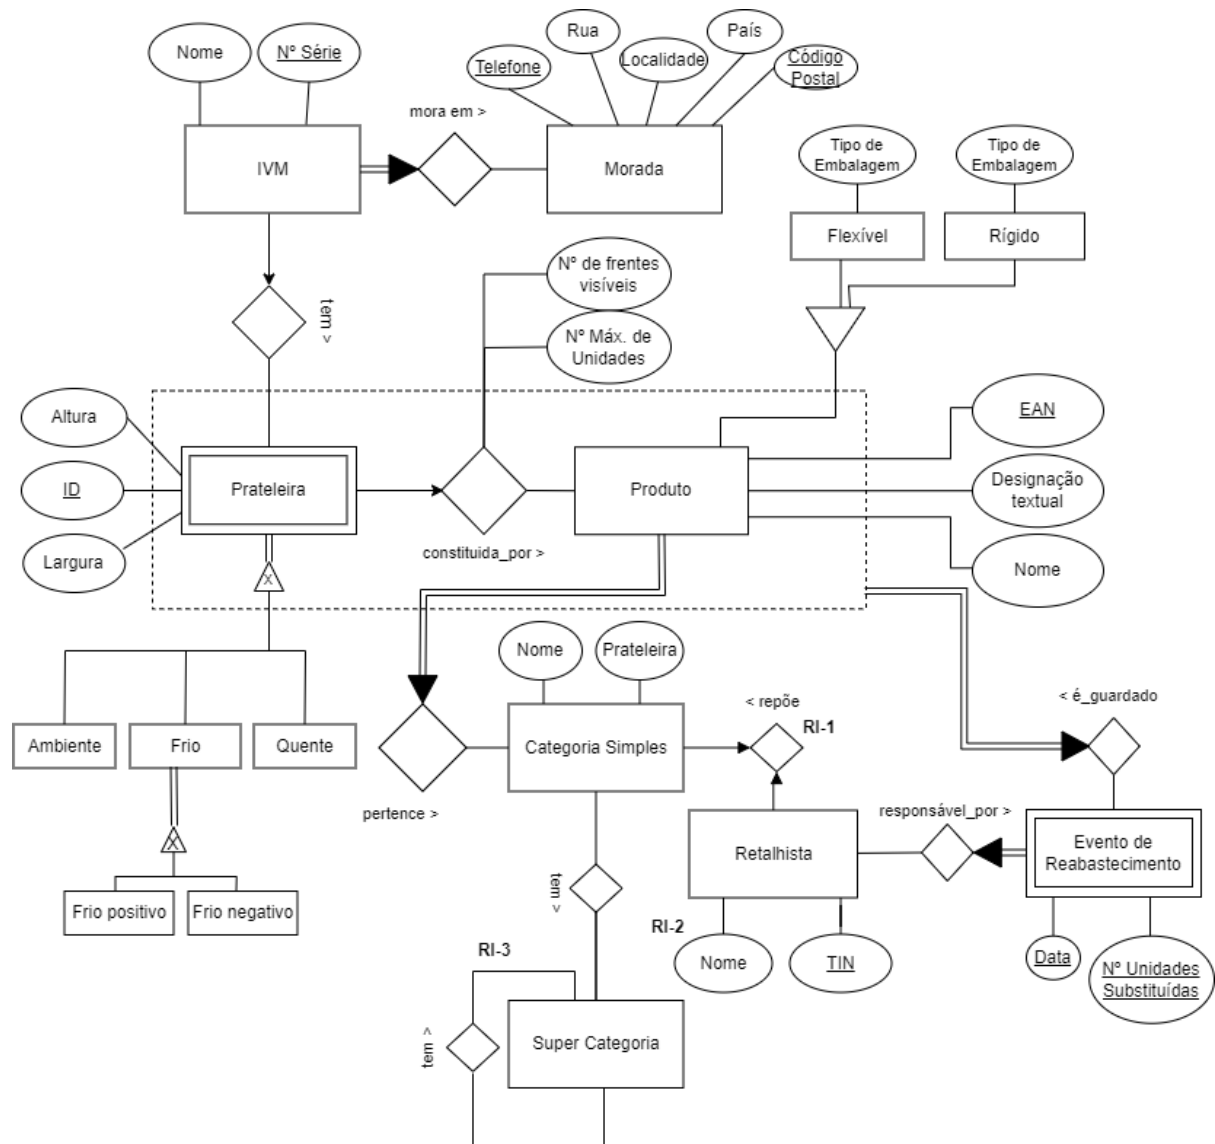 Nome
Nº Série
Telefone
Rua
Localidade
País
Código
Postal
mora em >
IVM
Morada
Tipo de
Embalagem
Tipo de
Embalagem
Flexível
Rígido
Nº de frentes
visíveis
Nº Máx. de
Unidades
tem >
Altura
ID
Largura
Prateleira
Produto
EAN
Designação
textual
Nome
constituida_por >
X
Ambiente
Frio
Quente
X
Frio positivo
Frio negativo
Nome
Prateleira
Categoria Simples
pertence >
< repõe
RI-1
< é_guardado
responsável_por >
Retalhista
Evento de
Reabastecimento
tem >
RI-2
Nome
TIN
Data
Nº Unidades
Substituídas
RI-3
tem >
Super Categoria